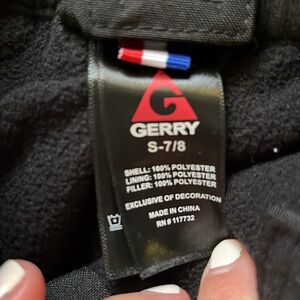 GERRY
S-7/8
SHELL: 100% POLYESTER
LINING: 100% POLYESTER
FILLER: 100% POLYESTER
EXCLUSIVE OF DECORATION
MADE IN CHINA
RN# 117732